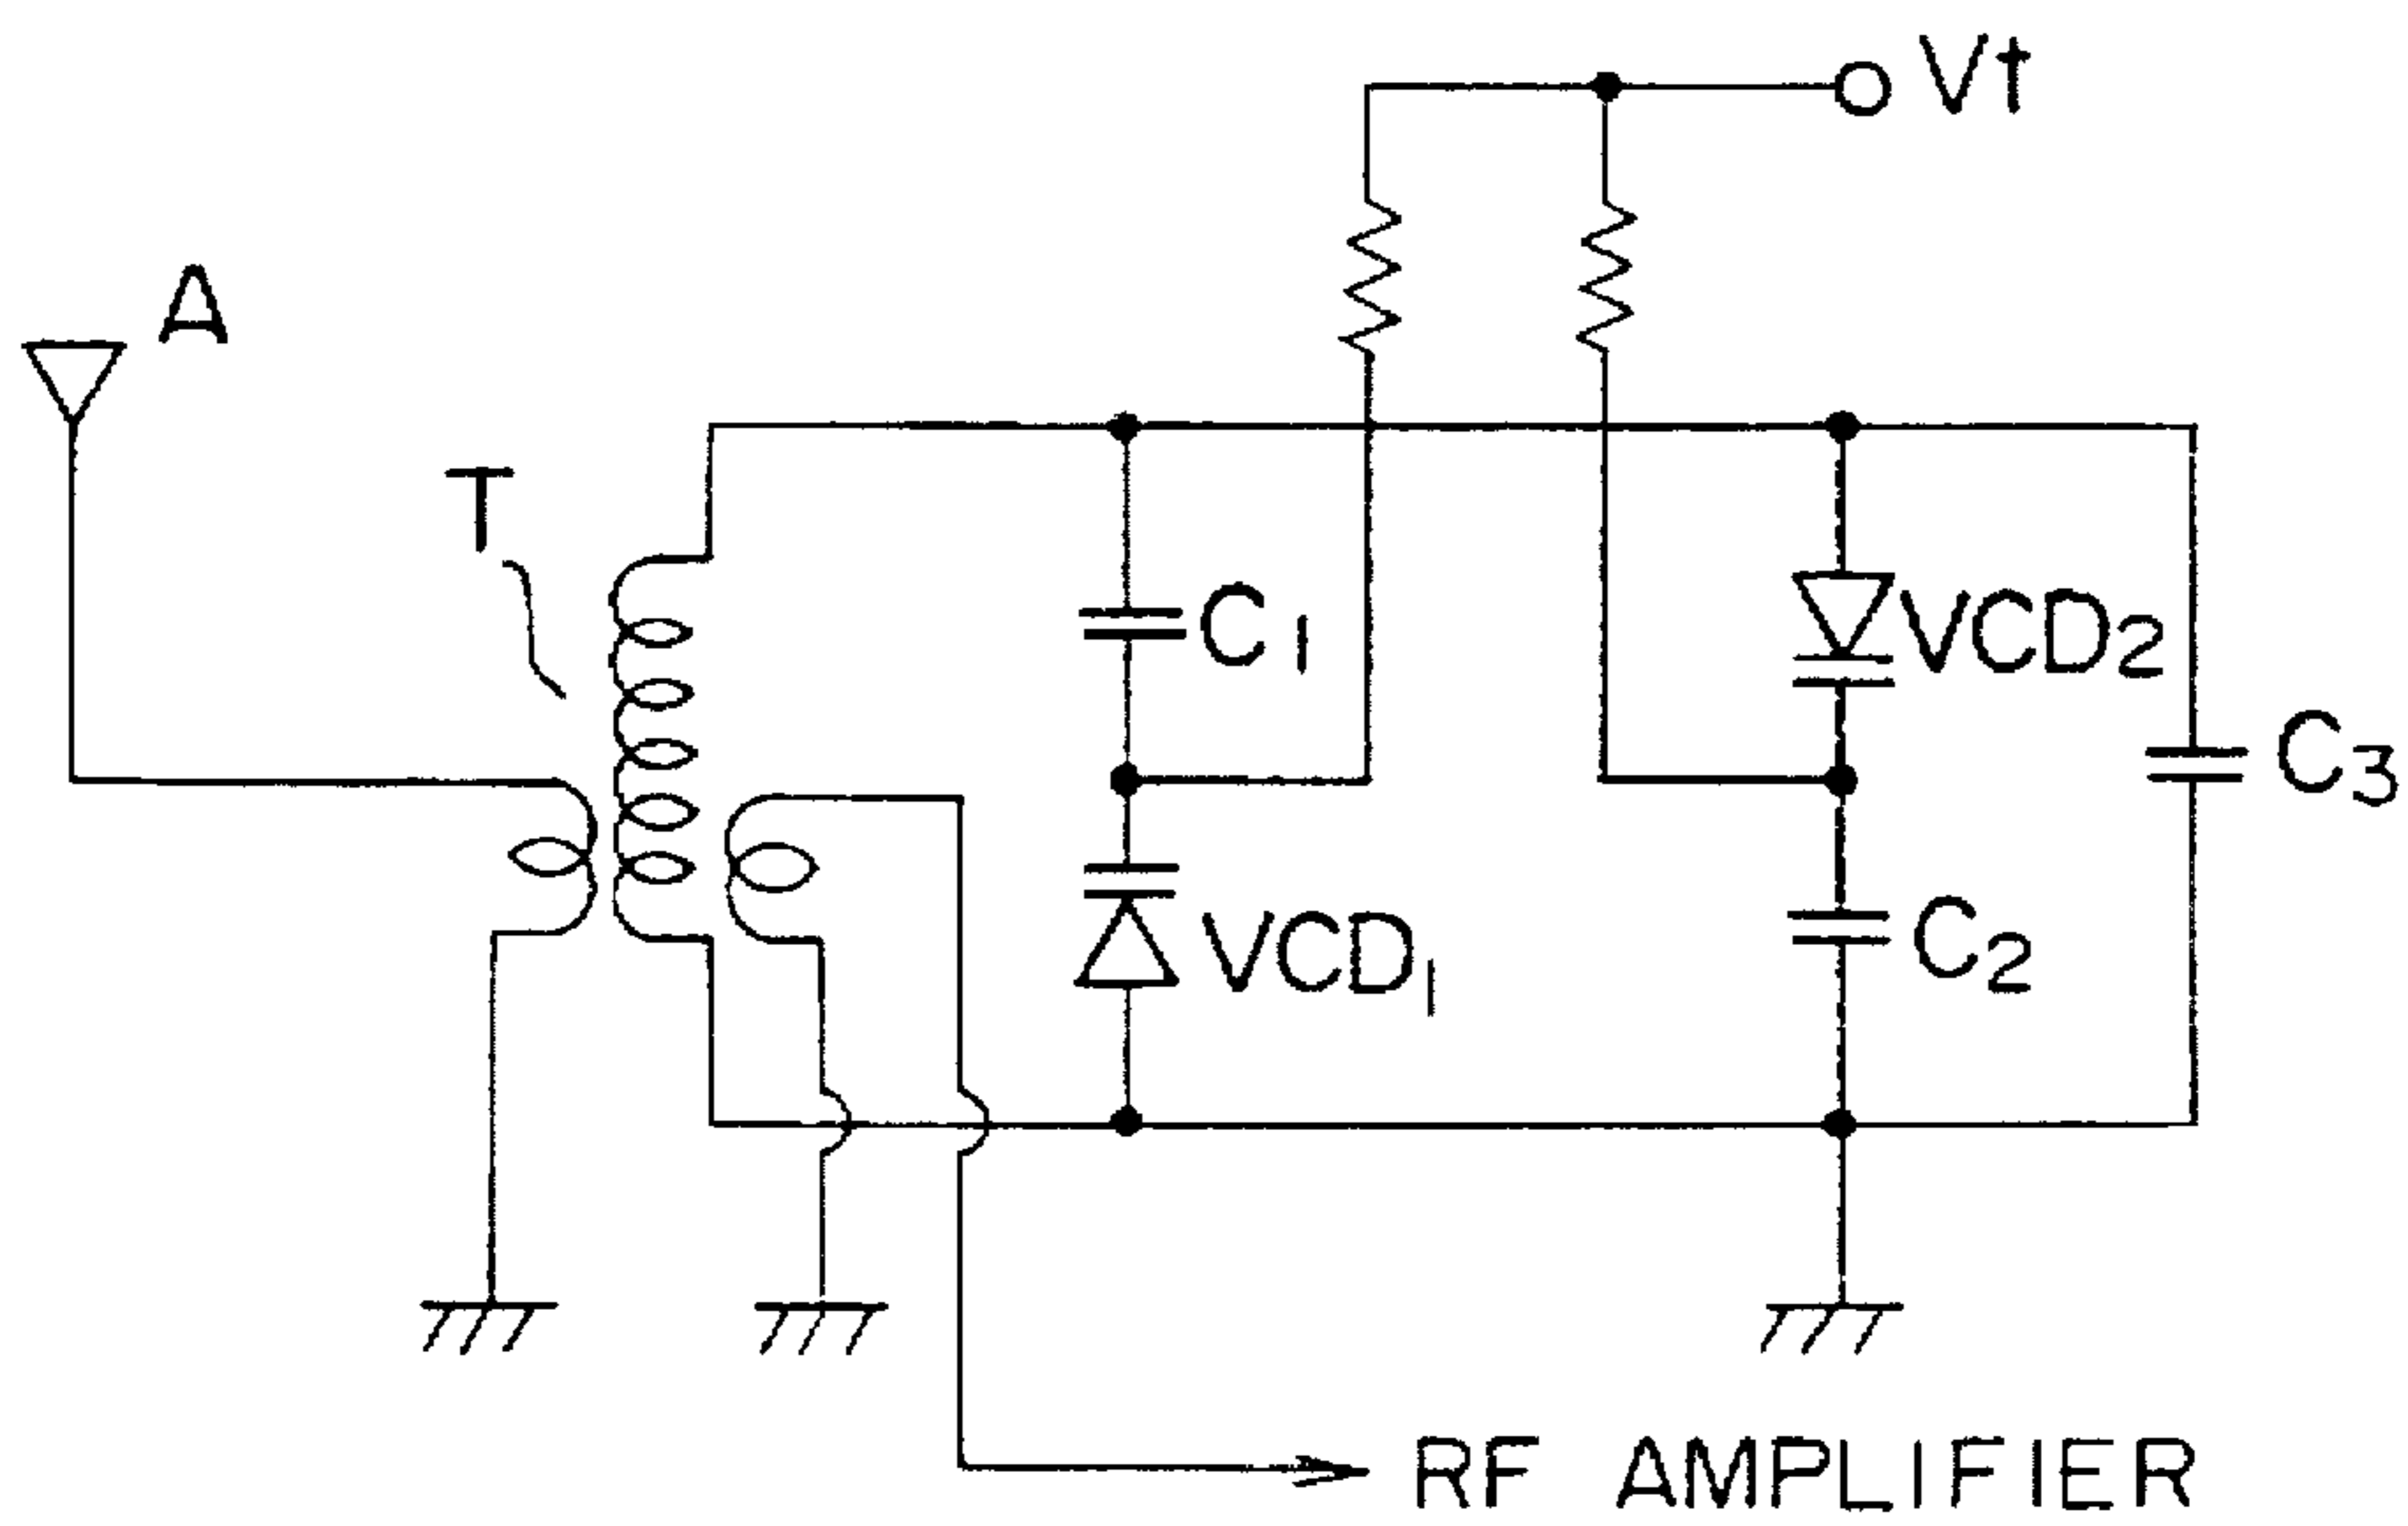 Vt
A
T
C1
VCD2
C3
VCD1
C2
RF AMPLIFIER